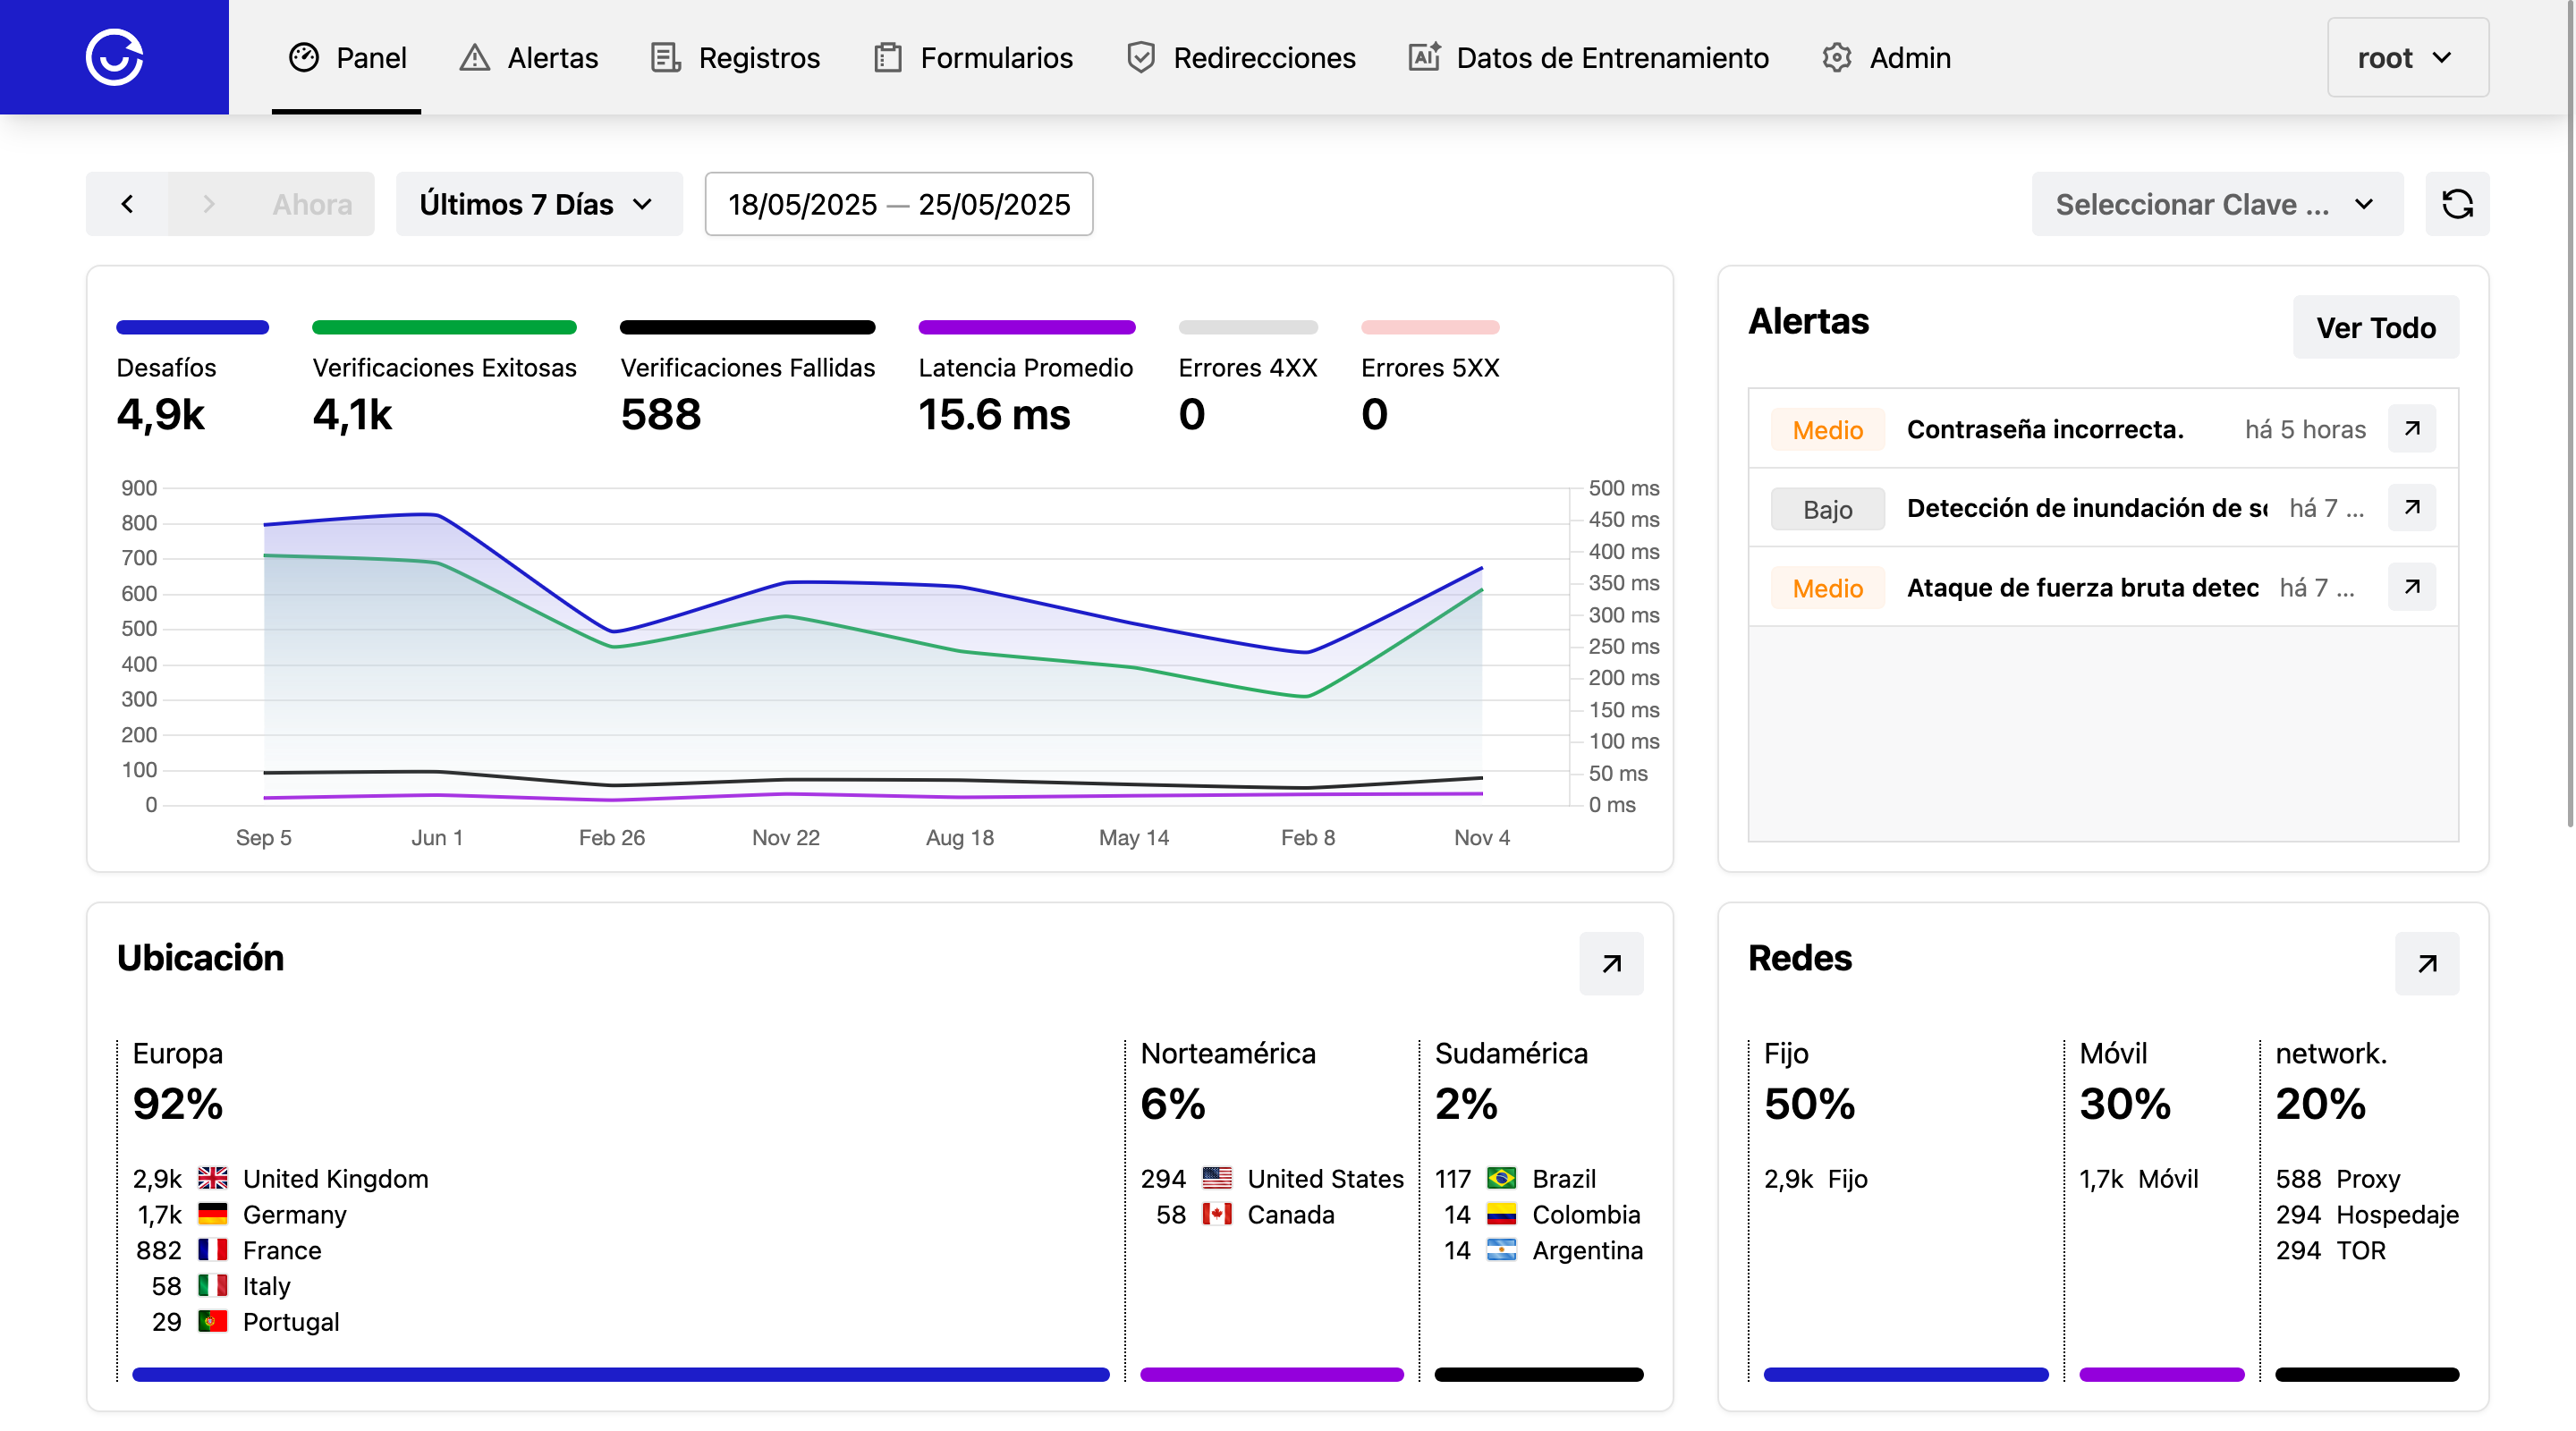 Panel Alertas Registros Formularios Redirecciones Datos de Entrenamiento Admin root
Ahora Últimos 7 Días 18/05/2025 — 25/05/2025 Seleccionar Clave ...
Desafíos Verificaciones Exitosas Verificaciones Fallidas Latencia Promedio Errores 4XX Errores 5XX
4,9k 4,1k 588 15.6 ms 0 0
900 500 ms
800 450 ms
700 400 ms
600 350 ms
500 300 ms
400 250 ms
300 200 ms
200 150 ms
100 100 ms
0 50 ms
0 ms
Sep 5 Jun 1 Feb 26 Nov 22 Aug 18 May 14 Feb 8 Nov 4
Alertas Ver Todo
Medio Contraseña incorrecta. há 5 horas
Bajo Detección de inundación de há 7 ...
Medio Ataque de fuerza bruta detec há 7 ...
Ubicación
Europa Norteamérica Sudamérica
92% 6% 2%
2,9k United Kingdom 294 United States 117 Brazil
1,7k Germany 58 Canada 14 Colombia
882 France 14 Argentina
58 Italy
29 Portugal
Redes
Fijo Móvil network.
50% 30% 20%
2,9k Fijo 1,7k Móvil 588 Proxy
294 Hospedaje
294 TOR